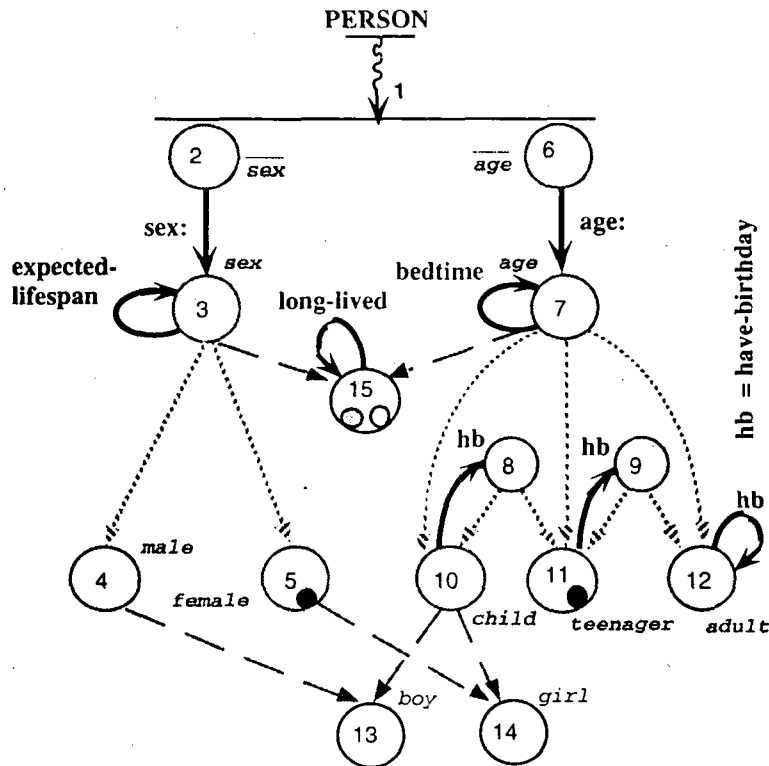 PERSON
1
2
sex
6
age
sex:
age:
expected-
lifespan
sex
3
long-lived
bedtime
age
7
15
hb = have-birthday
hb
8
hb
9
hb
male
4
female
5
10
child
11
teenager
12
adult
boy
13
girl
14